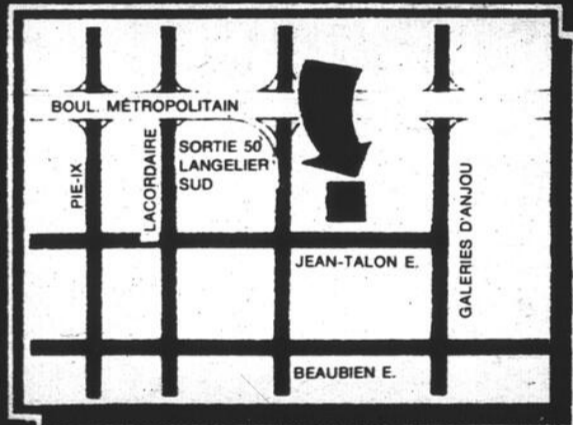 BOUL. MÉTROPOLITAIN
SORTIE 50
LANGELIER
SUD
PIE-IX
LACORDAIRE
GALERIES D'ANJOU
JEAN-TALON E.
BEAUBIEN E.